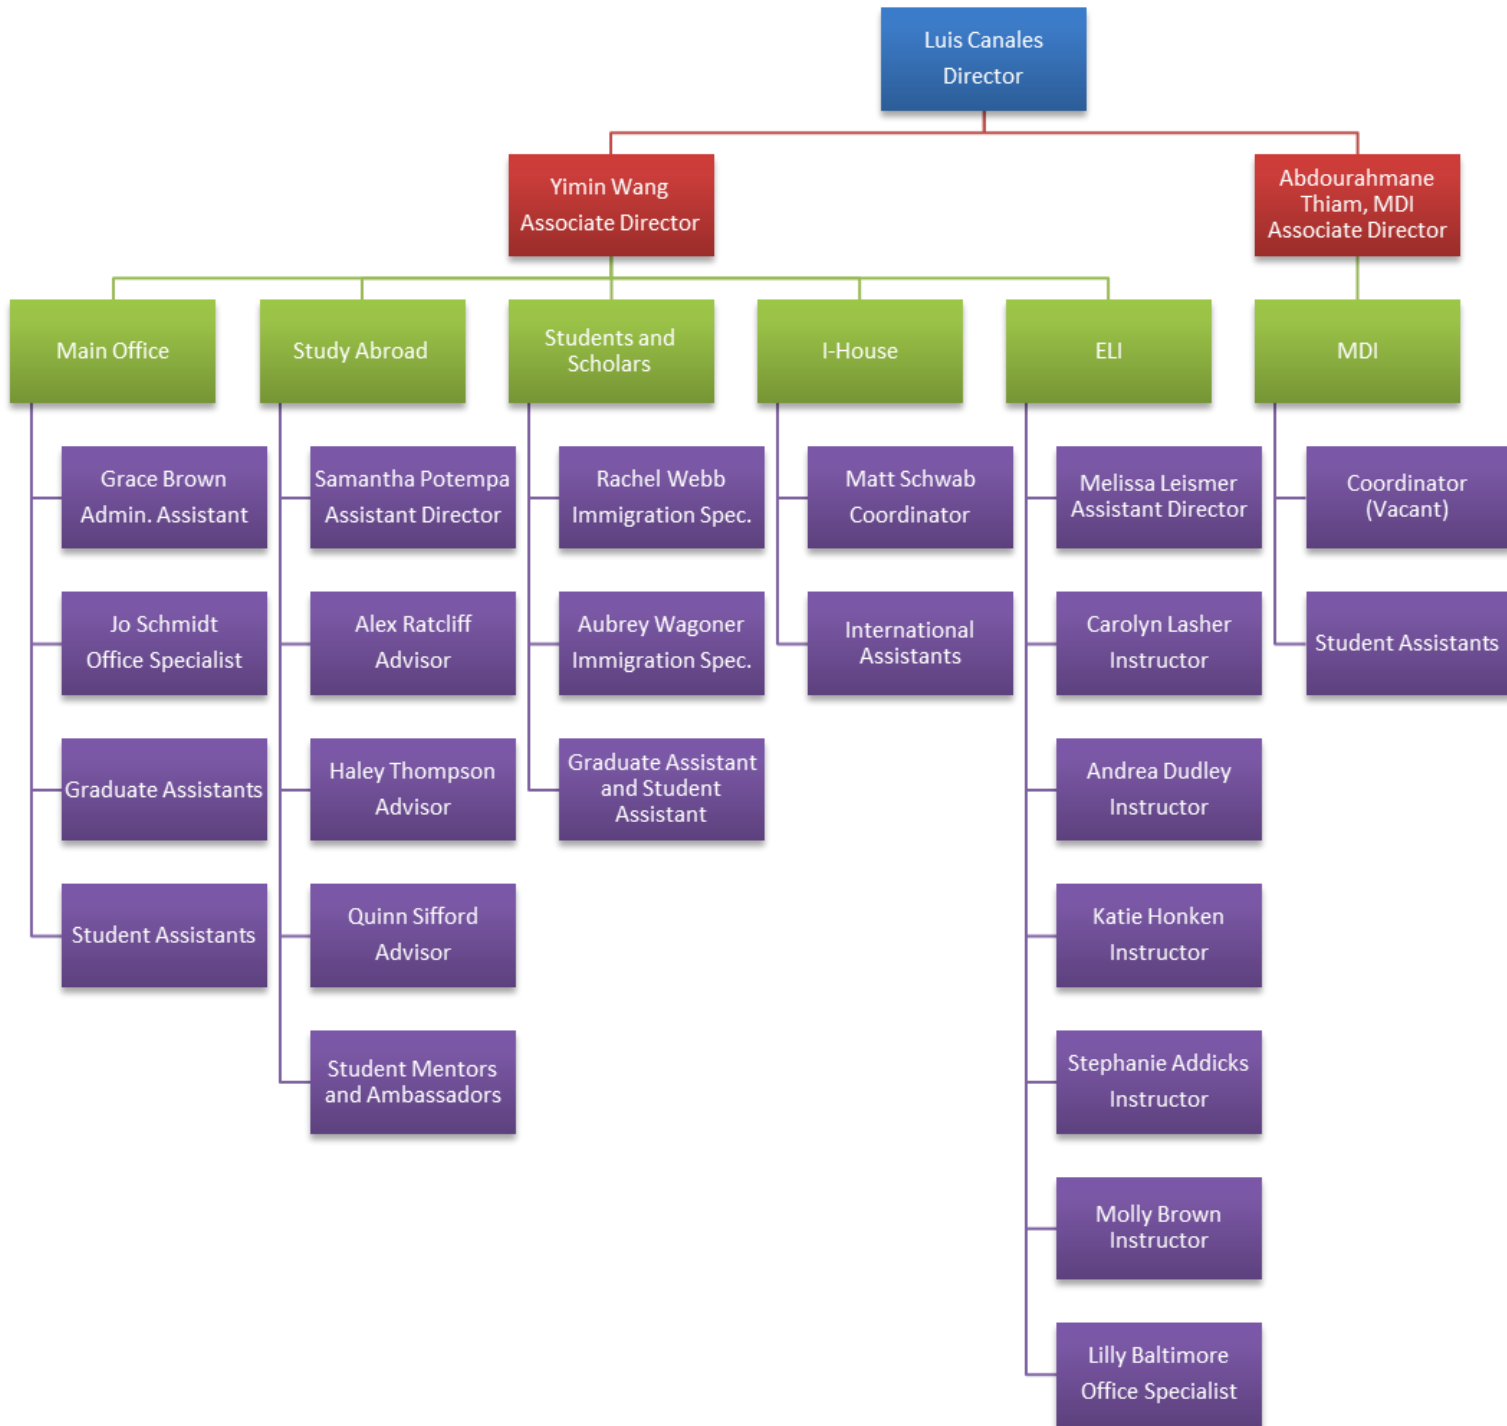 Luis Canales
Director
Yimin Wang
Associate Director
Abdourahmane
Thiam, MDI
Associate Director
Main Office
Study Abroad
Students and
Scholars
I-House
ELI
MDI
Grace Brown
Admin. Assistant
Jo Schmidt
Office Specialist
Graduate Assistants
Student Assistants
Samantha Potempa
Assistant Director
Alex Ratcliff
Advisor
Haley Thompson
Advisor
Quinn Sifford
Advisor
Student Mentors
and Ambassadors
Rachel Webb
Immigration Spec.
Aubrey Wagoner
Immigration Spec.
Graduate Assistant
and Student
Assistant
Matt Schwab
Coordinator
International
Assistants
Melissa Leismer
Assistant Director
Carolyn Lasher
Instructor
Andrea Dudley
Instructor
Katie Honken
Instructor
Stephanie Addicks
Instructor
Molly Brown
Instructor
Lilly Baltimore
Office Specialist
Coordinator
(Vacant)
Student Assistants